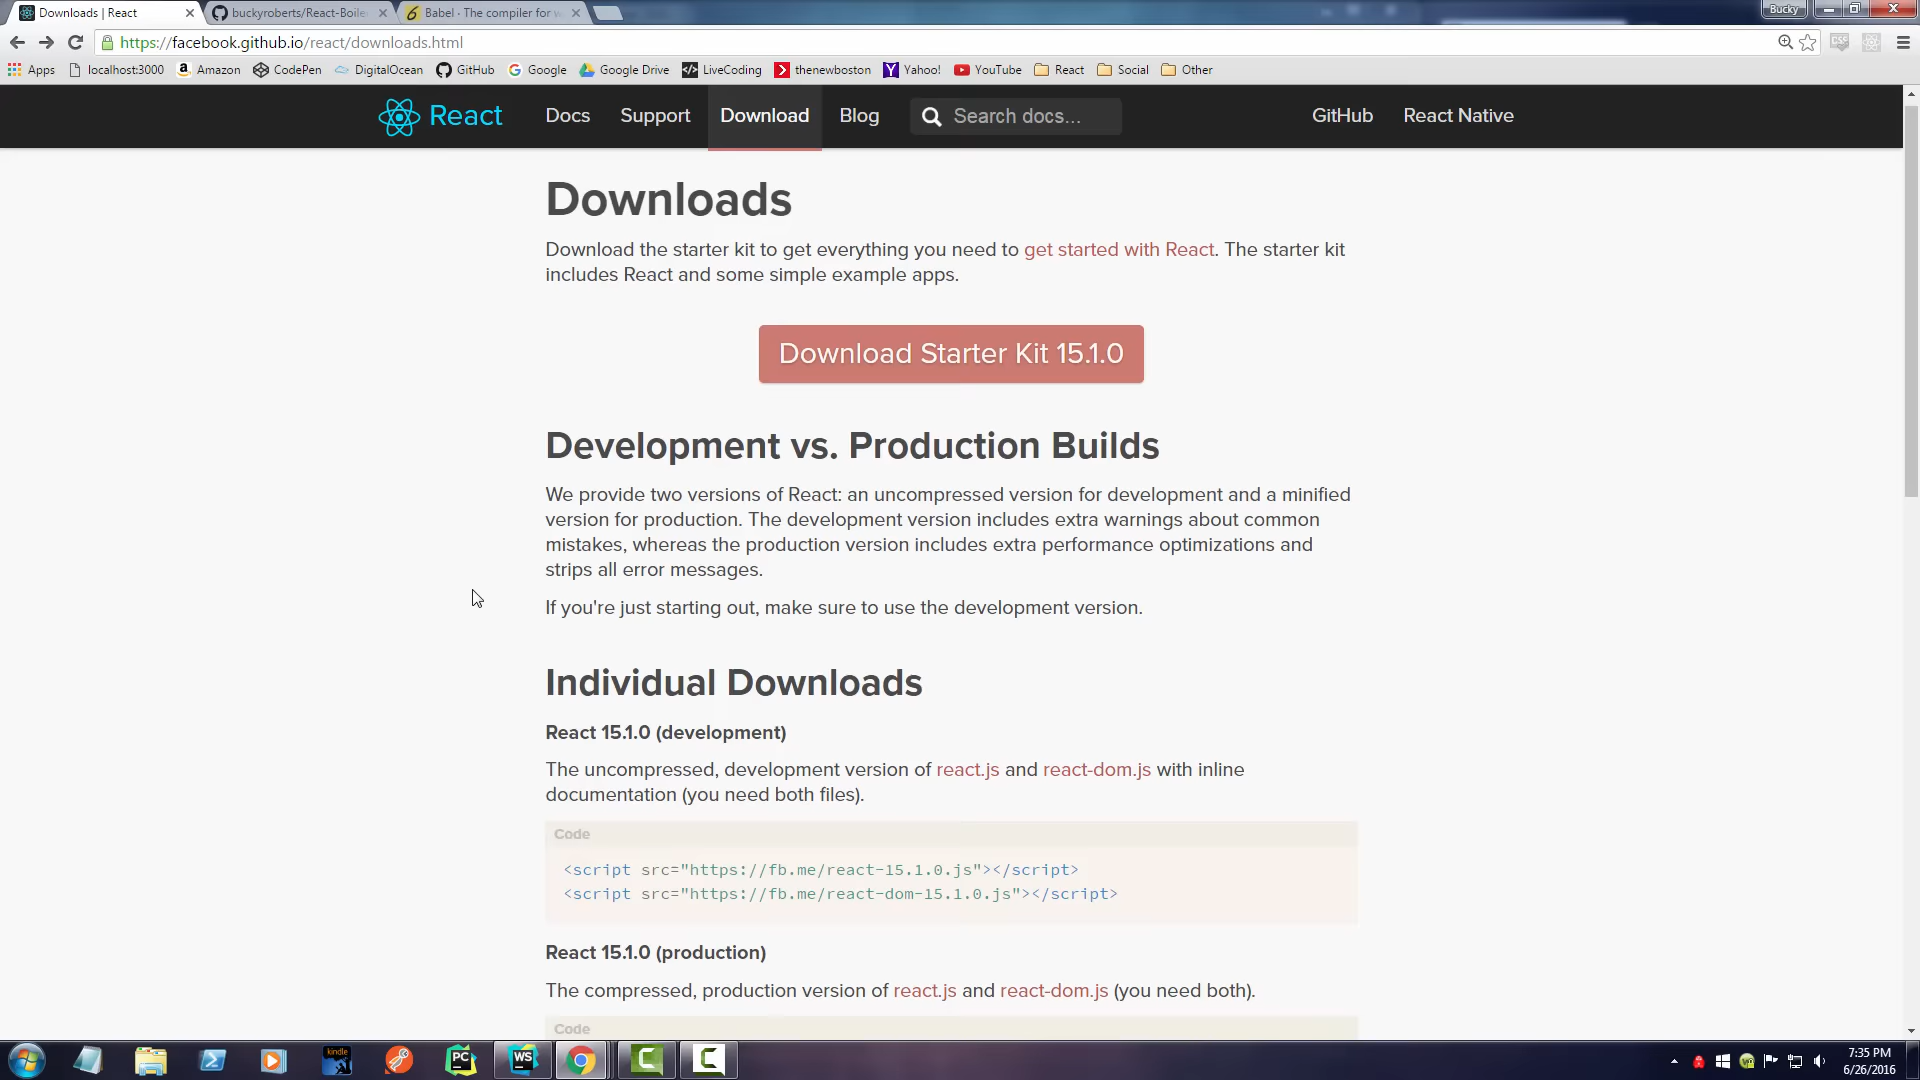 Downloads | React
buckyroberts/React-Boile
Babel · The compiler for w
Bucky
https://facebook.github.io/react/downloads.html
Apps
localhost:3000
Amazon
CodePen
DigitalOcean
GitHub
Google
Google Drive
LiveCoding
thenewboston
Yahoo!
YouTube
React
Social
Other
React
Docs
Support
Download
Blog
Search docs...
GitHub
React Native
Downloads
Download the starter kit to get everything you need to get started with React. The starter kit
includes React and some simple example apps.
Download Starter Kit 15.1.0
Development vs. Production Builds
We provide two versions of React: an uncompressed version for development and a minified
version for production. The development version includes extra warnings about common
mistakes, whereas the production version includes extra performance optimizations and
strips all error messages.
If you're just starting out, make sure to use the development version.
Individual Downloads
React 15.1.0 (development)
The uncompressed, development version of react.js and react-dom.js with inline
documentation (you need both files).
Code
<script src="https://fb.me/react-15.1.0.js"></script>
<script src="https://fb.me/react-dom-15.1.0.js"></script>
React 15.1.0 (production)
The compressed, production version of react.js and react-dom.js (you need both).
Code
kindle
PC
WS
7:35 PM
6/26/2016